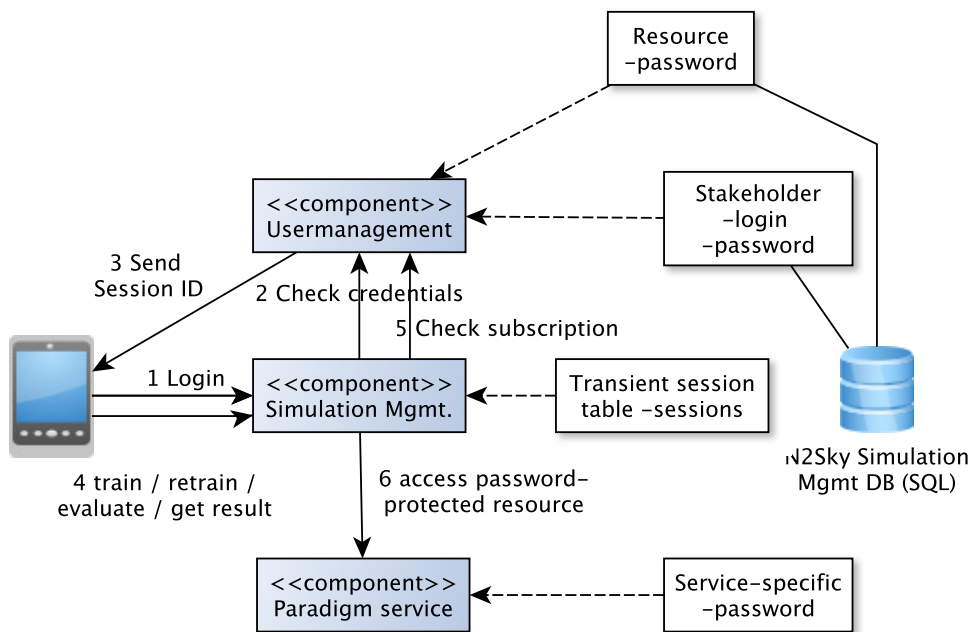 Resource
-password
<<component>>
Usermanagement
Stakeholder
-login
-password
3 Send
Session ID
2 Check credentials
5 Check subscription
1 Login
<<component>>
Simulation Mgmt.
Transient session
table -sessions
N2Sky Simulation
Mgmt DB (SQL)
4 train / retrain /
evaluate / get result
6 access password-
protected resource
<<component>>
Paradigm service
Service-specific
-password